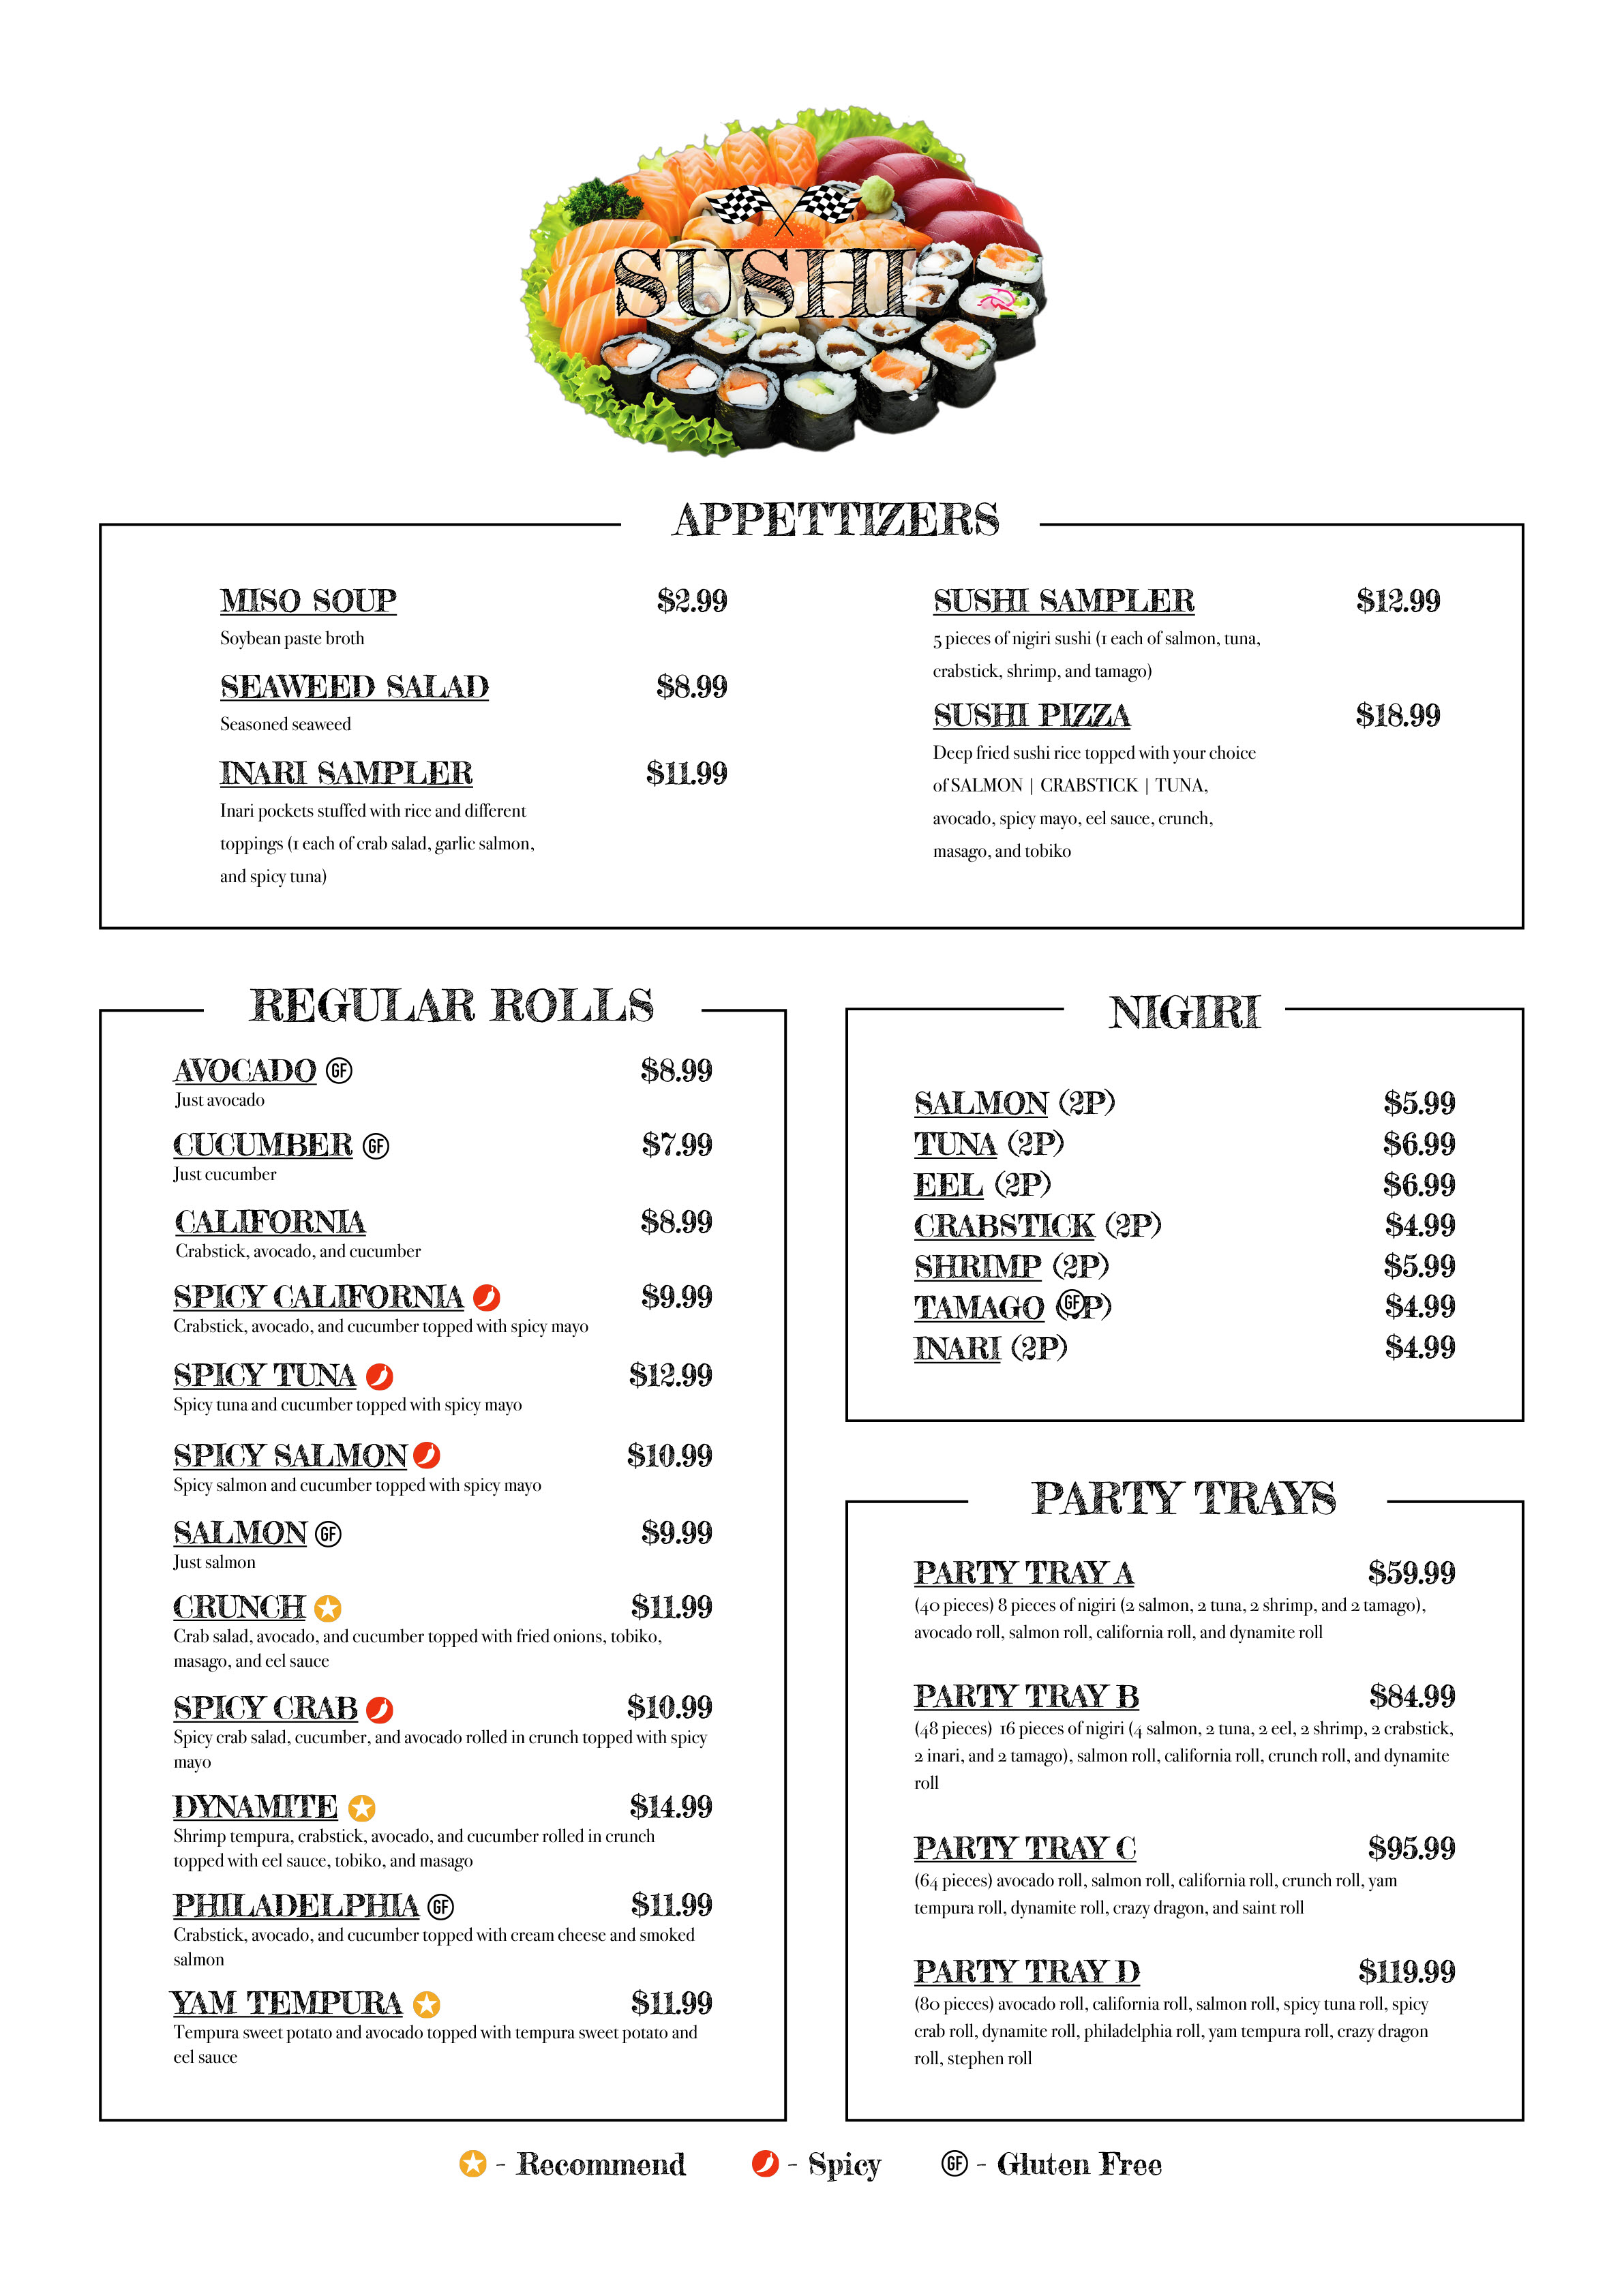 SUSHI
APPETTIZERS
MISO SOUP $2.99
Soybean paste broth
SEAWEED SALAD $8.99
Seasoned seaweed
INARI SAMPLER $11.99
Inari pockets stuffed with rice and different
toppings (1 each of crab salad, garlic salmon,
and spicy tuna)
SUSHI SAMPLER $12.99
5 pieces of nigiri sushi (1 each of salmon, tuna,
crabstick, shrimp, and tamago)
SUSHI PIZZA $18.99
Deep fried sushi rice topped with your choice
of SALMON | CRABSTICK | TUNA,
avocado, spicy mayo, eel sauce, crunch,
masago, and tobiko
REGULAR ROLLS
AVOCADO GF $8.99
Just avocado
CUCUMBER GF $7.99
Just cucumber
CALIFORNIA $8.99
Crabstick, avocado, and cucumber
SPICY CALIFORNIA $9.99
Crabstick, avocado, and cucumber topped with spicy mayo
SPICY TUNA $12.99
Spicy tuna and cucumber topped with spicy mayo
SPICY SALMON $10.99
Spicy salmon and cucumber topped with spicy mayo
SALMON GF $9.99
Just salmon
CRUNCH $11.99
Crab salad, avocado, and cucumber topped with fried onions, tobiko,
masago, and eel sauce
SPICY CRAB $10.99
Spicy crab salad, cucumber, and avocado rolled in crunch topped with spicy
mayo
DYNAMITE $14.99
Shrimp tempura, crabstick, avocado, and cucumber rolled in crunch
topped with eel sauce, tobiko, and masago
PHILADELPHIA GF $11.99
Crabstick, avocado, and cucumber topped with cream cheese and smoked
salmon
YAM TEMPURA $11.99
Tempura sweet potato and avocado topped with tempura sweet potato and
eel sauce
NIGIRI
SALMON (2P) $5.99
TUNA (2P) $6.99
EEL (2P) $6.99
CRABSTICK (2P) $4.99
SHRIMP (2P) $5.99
TAMAGO GF P) $4.99
INARI (2P) $4.99
PARTY TRAYS
PARTY TRAY A $59.99
(40 pieces) 8 pieces of nigiri (2 salmon, 2 tuna, 2 shrimp, and 2 tamago),
avocado roll, salmon roll, california roll, and dynamite roll
PARTY TRAY B $84.99
(48 pieces) 16 pieces of nigiri (4 salmon, 2 tuna, 2 eel, 2 shrimp, 2 crabstick,
2 inari, and 2 tamago), salmon roll, california roll, crunch roll, and dynamite
roll
PARTY TRAY C $95.99
(64 pieces) avocado roll, salmon roll, california roll, crunch roll, yam
tempura roll, dynamite roll, crazy dragon, and saint roll
PARTY TRAY D $119.99
(80 pieces) avocado roll, california roll, salmon roll, spicy tuna roll, spicy
crab roll, dynamite roll, philadelphia roll, yam tempura roll, crazy dragon
roll, stephen roll
- Recommend - Spicy GF - Gluten Free